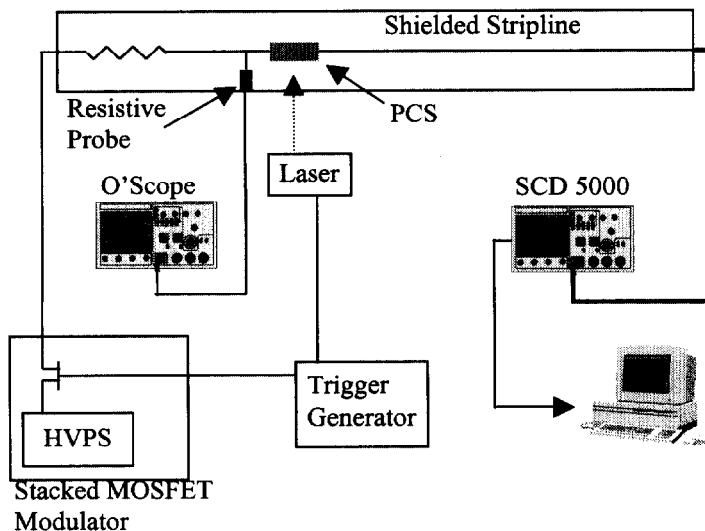 Shielded Stripline
Resistive
Probe
PCS
Laser
O'Scope
SCD 5000
Trigger
Generator
HVPS
Stacked MOSFET
Modulator